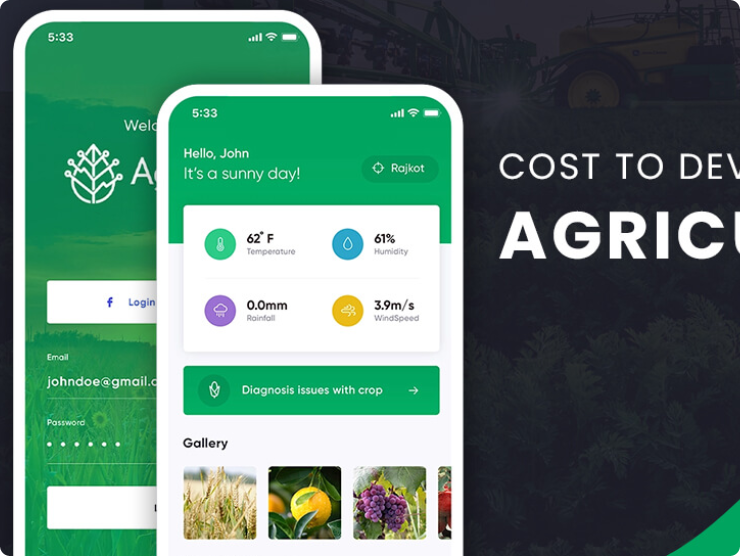 5:33
Welc
Ag
Login
Email
johndoe@gmail.c
Password
5:33
Hello, John
It's a sunny day!
Rajkot
62° F
Temperature
61%
Humidity
0.0mm
Rainfall
3.9m/s
WindSpeed
Diagnosis issues with crop
Gallery
COST TO DEV
AGRICU